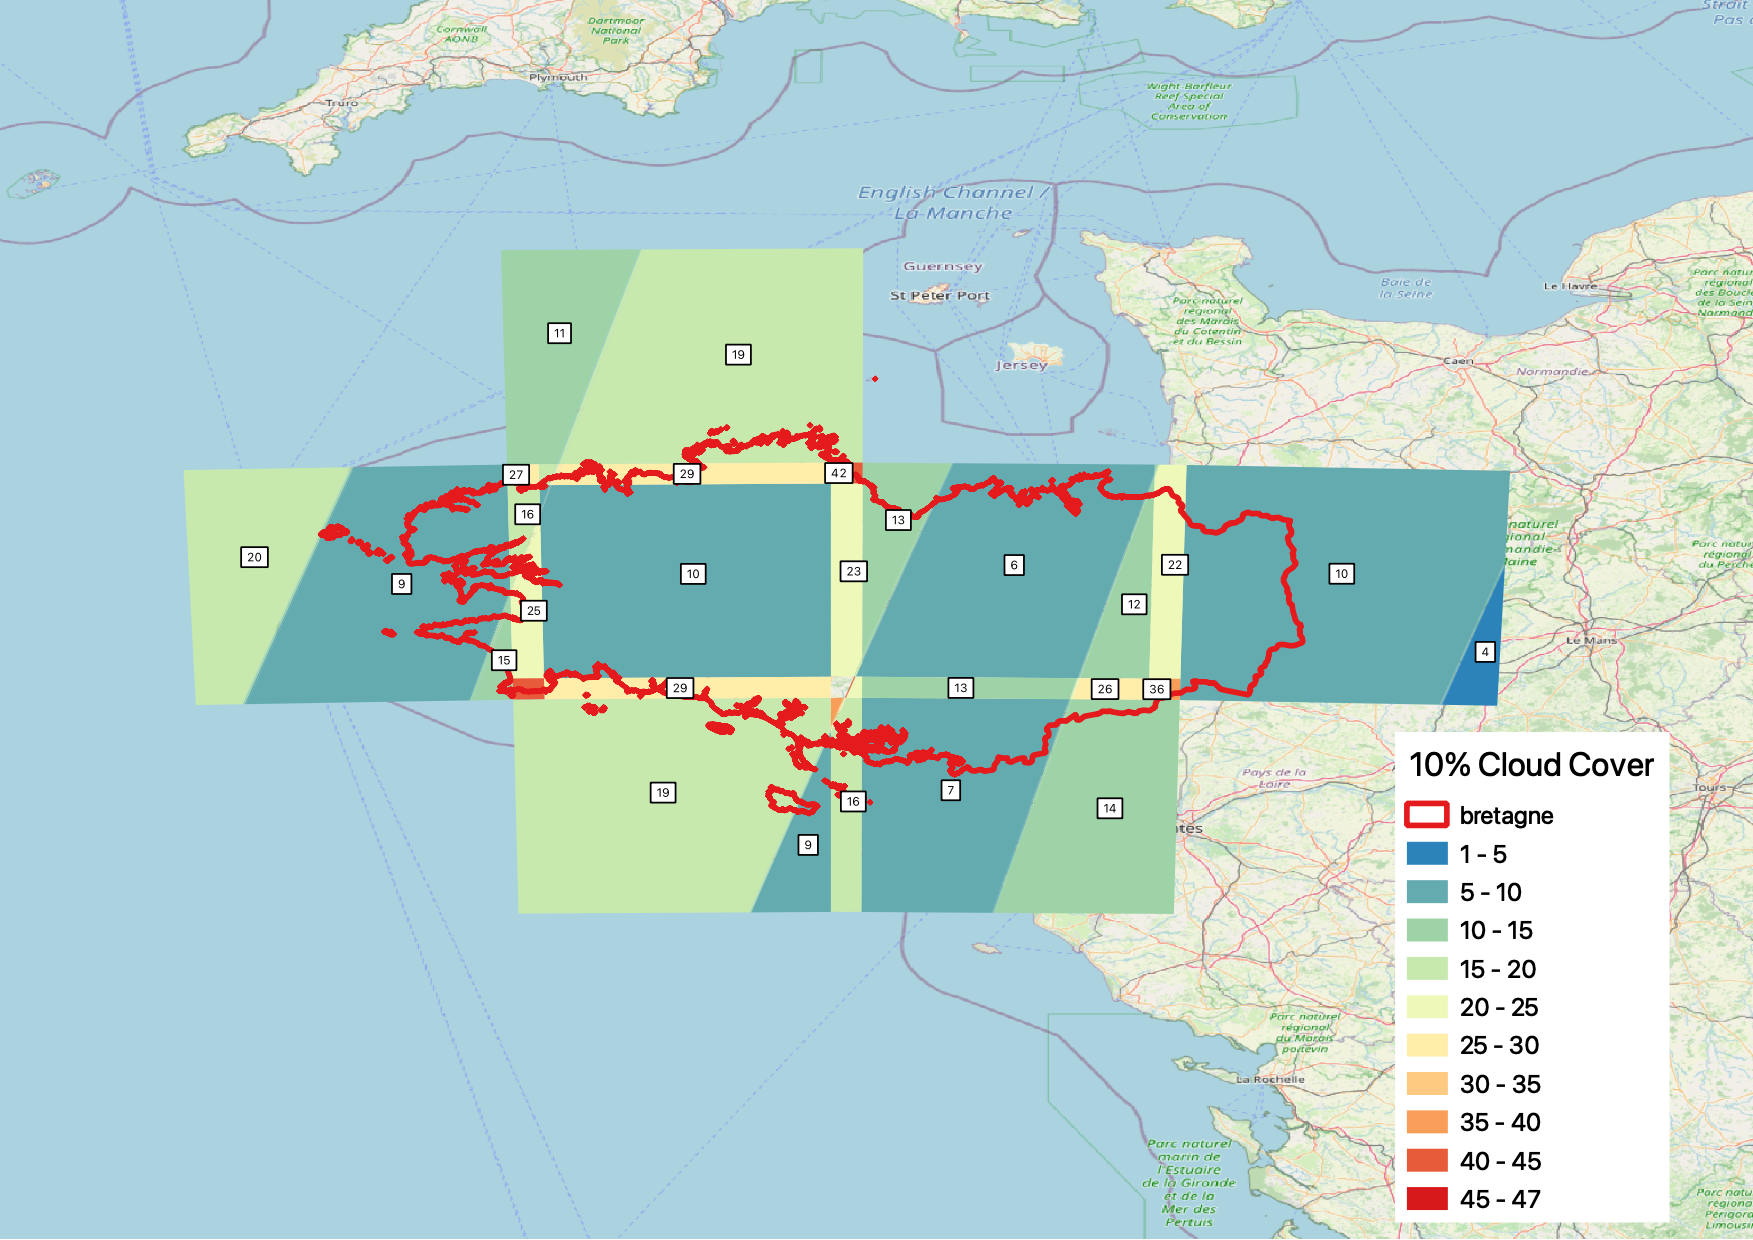 Strait
Pas
Cornwall
AONB
Dartmoor
National
Park
Plymouth
Truro
Wight-Barfleur
Reef Special
Area of
Conservation
English Channel /
La Manche
Guernsey
St Peter Port
Jersey
Baie de
la Seine
Le Havre
Parc naturel
régional
des Marais
du Cotentin
et du Bessin
Caen
Normandie
Parc natur
régional
des Boucl
de la Sein
Normand
11
19
27
29
42
16
13
20
9
10
23
6
22
10
12
25
15
4
29
13
26
36
19
16
7
14
9
naturel
ional
mandie-
laine
Parc natu
régional
du Perche
Le Mans
Pays de la
Loire
Tours
ntes
Parc naturel
régional
du Marais
poitevin
La Rochelle
Parc naturel
marin de
l'Estuaire
de la Gironde
et de la
Mer des
Pertuis
Parc natu
régiona
Périgord
Limousi
10% Cloud Cover
bretagne
1 - 5
5 - 10
10 - 15
15 - 20
20 - 25
25 - 30
30 - 35
35 - 40
40 - 45
45 - 47